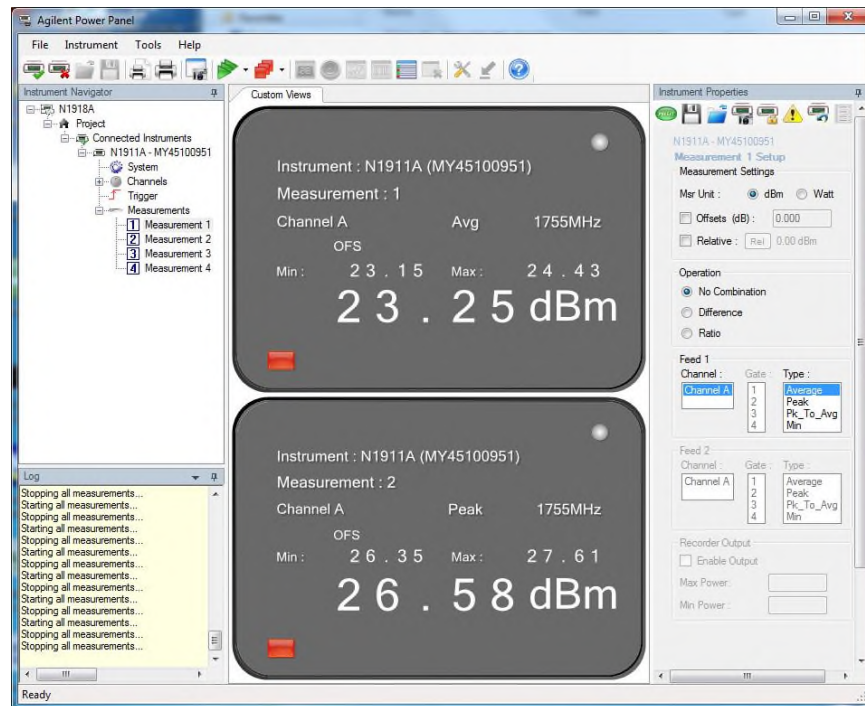 Agilent Power Panel
File Instrument Tools Help
Instrument Navigator
N1918A
Project
Connected Instruments
N1911A - MY45100951
System
Channels
Trigger
Measurements
1 Measurement 1
2 Measurement 2
3 Measurement 3
4 Measurement 4
Log
Stopping all measurements...
Starting all measurements...
Stopping all measurements...
Starting all measurements...
Stopping all measurements...
Starting all measurements...
Stopping all measurements...
Starting all measurements...
Stopping all measurements...
Starting all measurements...
Stopping all measurements...
Starting all measurements...
Stopping all measurements...
Stopping all measurements...
Ready
Custom Views
Instrument : N1911A (MY45100951)
Measurement : 1
Channel A Avg 1755MHz
OFS
Min : 23.15 Max : 24.43
23.25 dBm
Instrument : N1911A (MY45100951)
Measurement : 2
Channel A Peak 1755MHz
OFS
Min : 26.35 Max : 27.61
26.58 dBm
Instrument Properties
N1911A - MY45100951
Measurement 1 Setup
Measurement Settings
Msr Unit : dBm Watt
Offsets (dB) : 0.000
Relative : Rel 0.00 dBm
Operation
No Combination
Difference
Ratio
Feed 1
Channel : Gate : Type :
Channel A 1 Average
2 Peak
3 Pk_To_Avg
4 Min
Feed 2
Channel : Gate : Type :
Channel A 1 Average
2 Peak
3 Pk_To_Avg
4 Min
Recorder Output
Enable Output
Max Power:
Min Power :